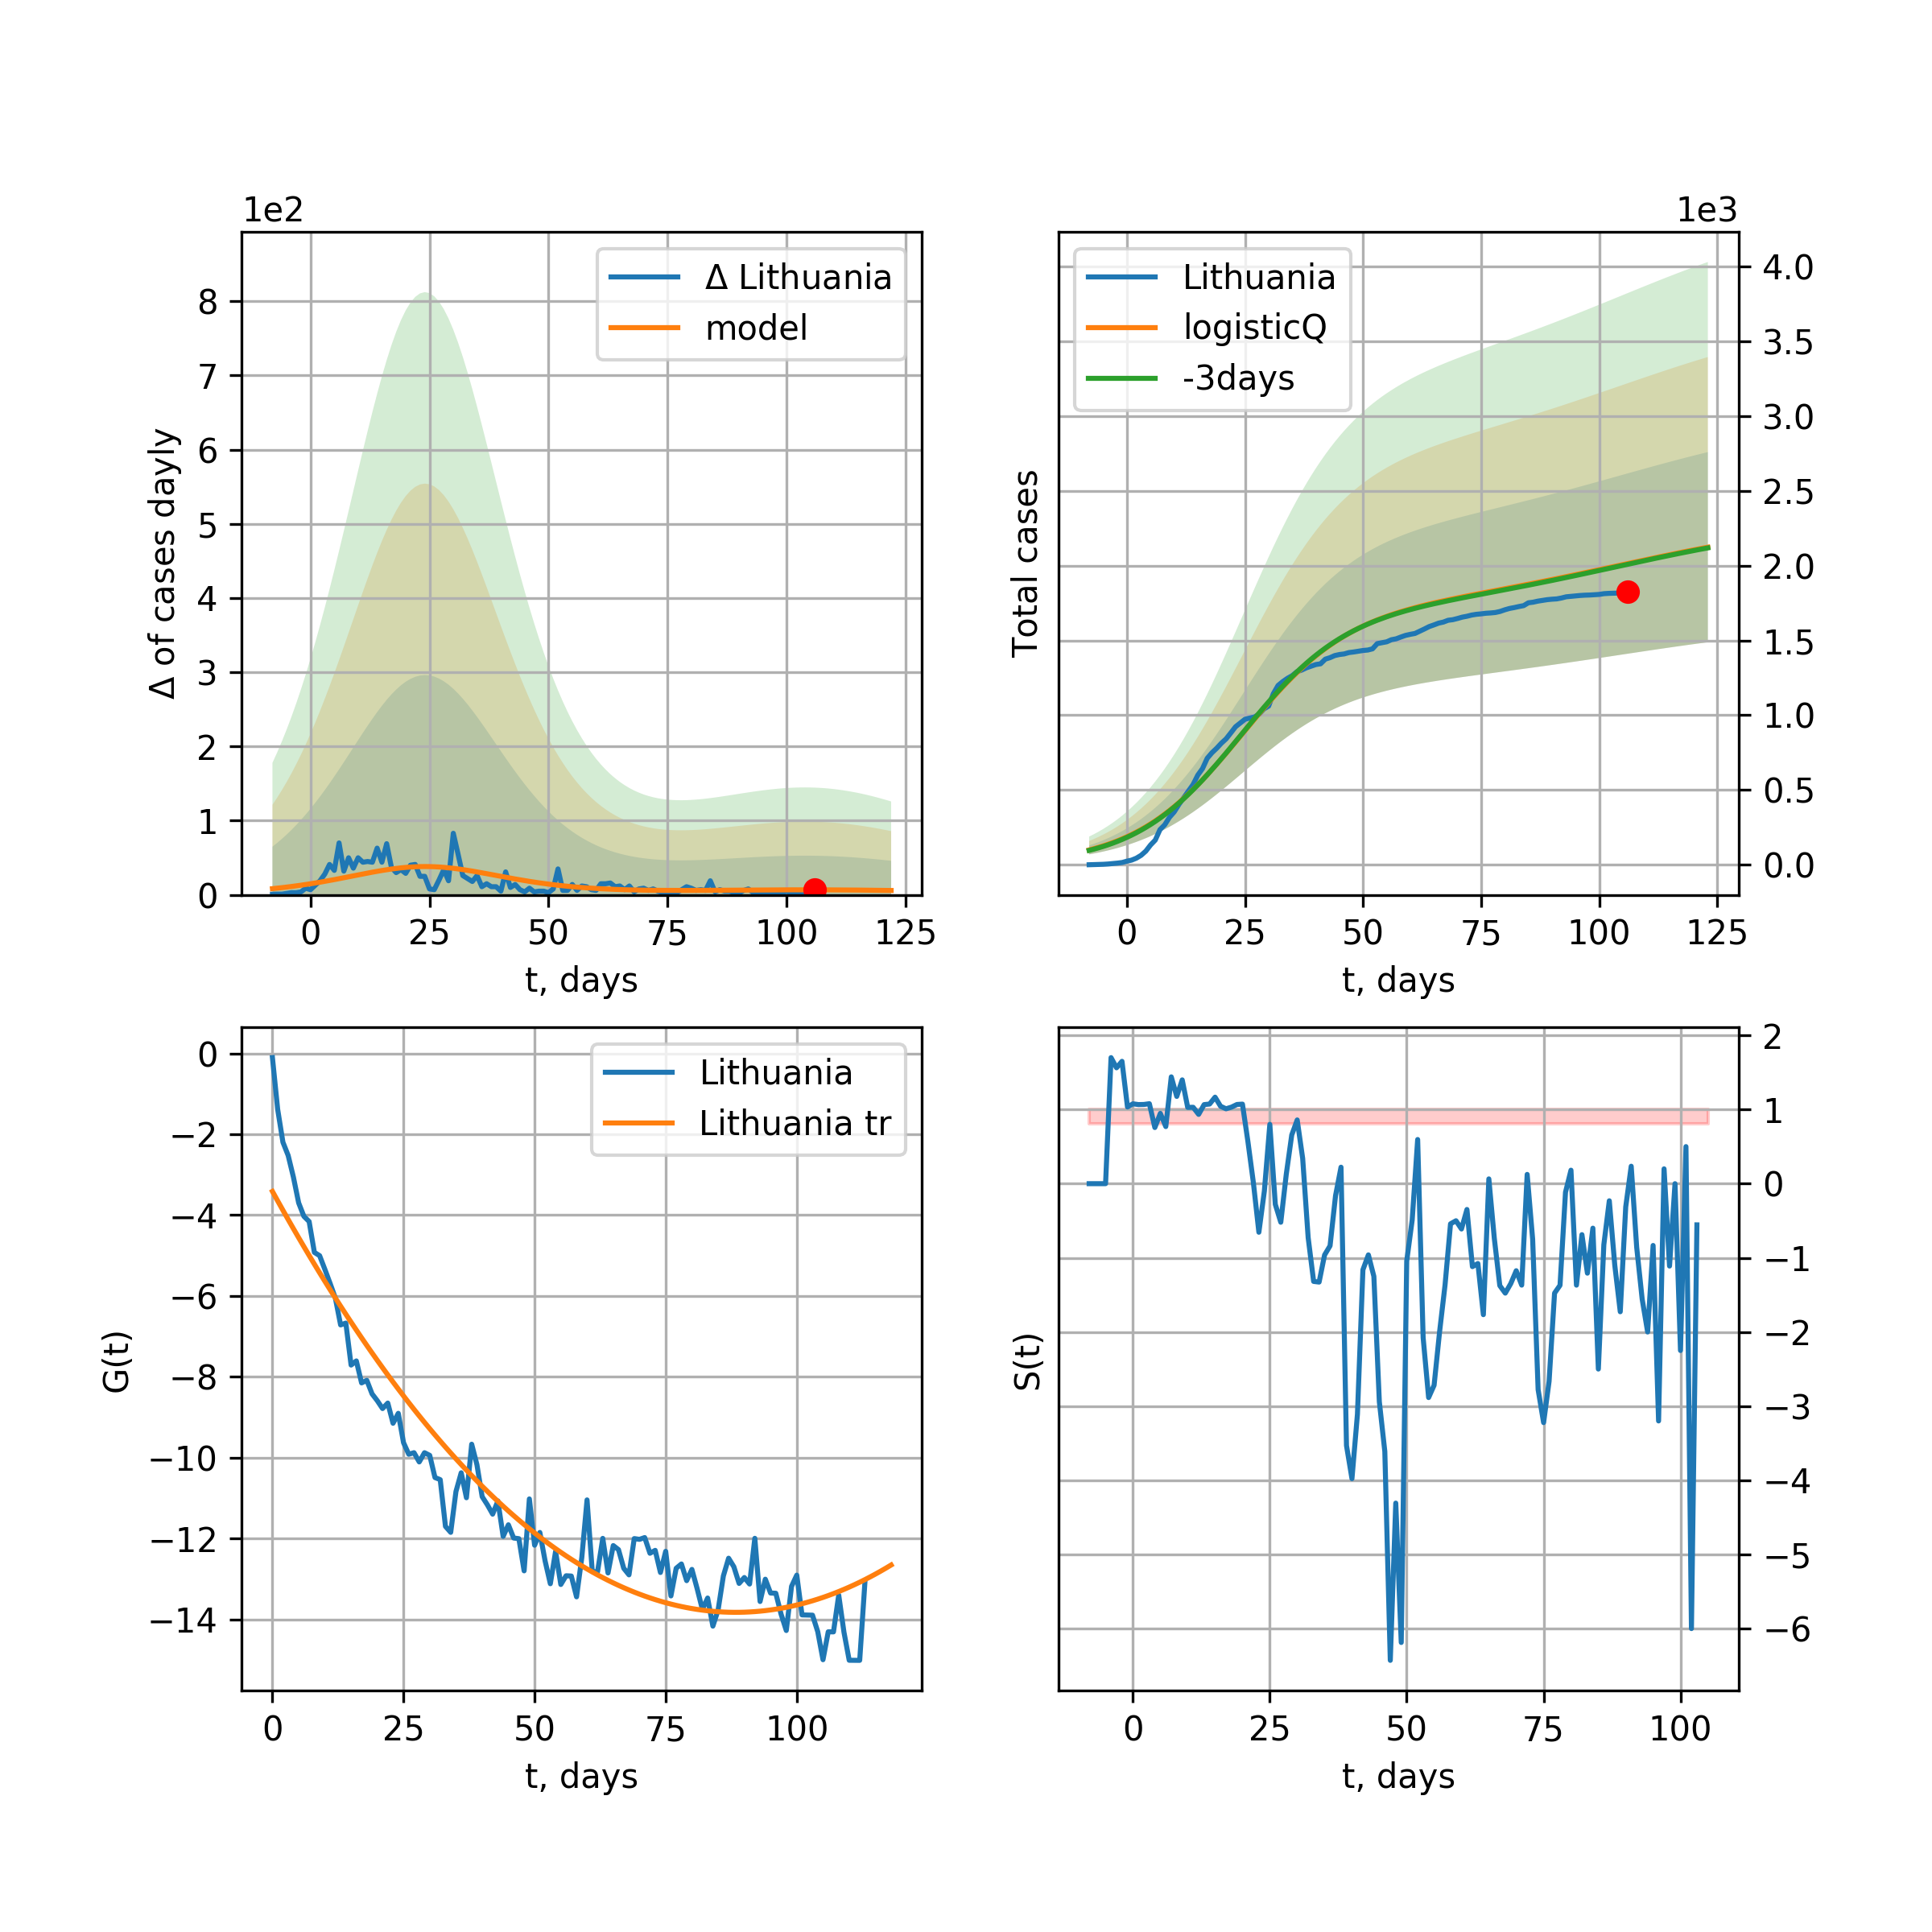 1e2
Δ Lithuania
model
8
7
6
5
4
3
2
1
0
Δ of cases dayly
0 25 50 75 100 125
t, days
1e3
Lithuania
logisticQ
-3days
4.0
3.5
3.0
2.5
2.0
1.5
1.0
0.5
0.0
Total cases
0 25 50 75 100 125
t, days
Lithuania
Lithuania tr
0
−2
−4
−6
−8
−10
−12
−14
G(t)
0 25 50 75 100
t, days
2
1
0
−1
−2
−3
−4
−5
−6
S(t)
0 25 50 75 100
t, days